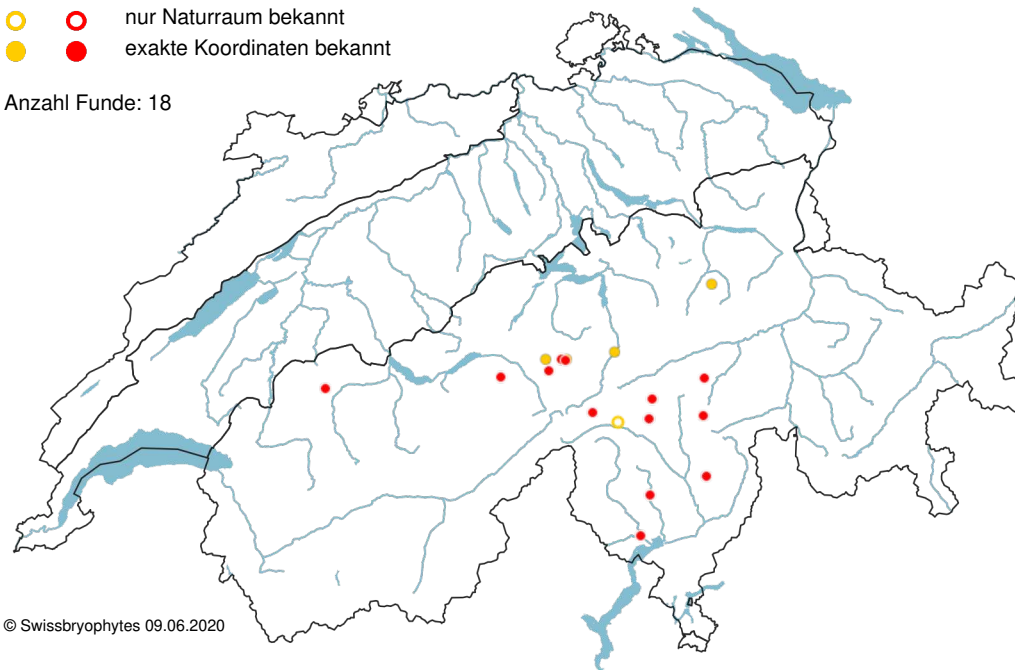 nur Naturraum bekannt
exakte Koordinaten bekannt
Anzahl Funde: 18
© Swissbryophytes 09.06.2020